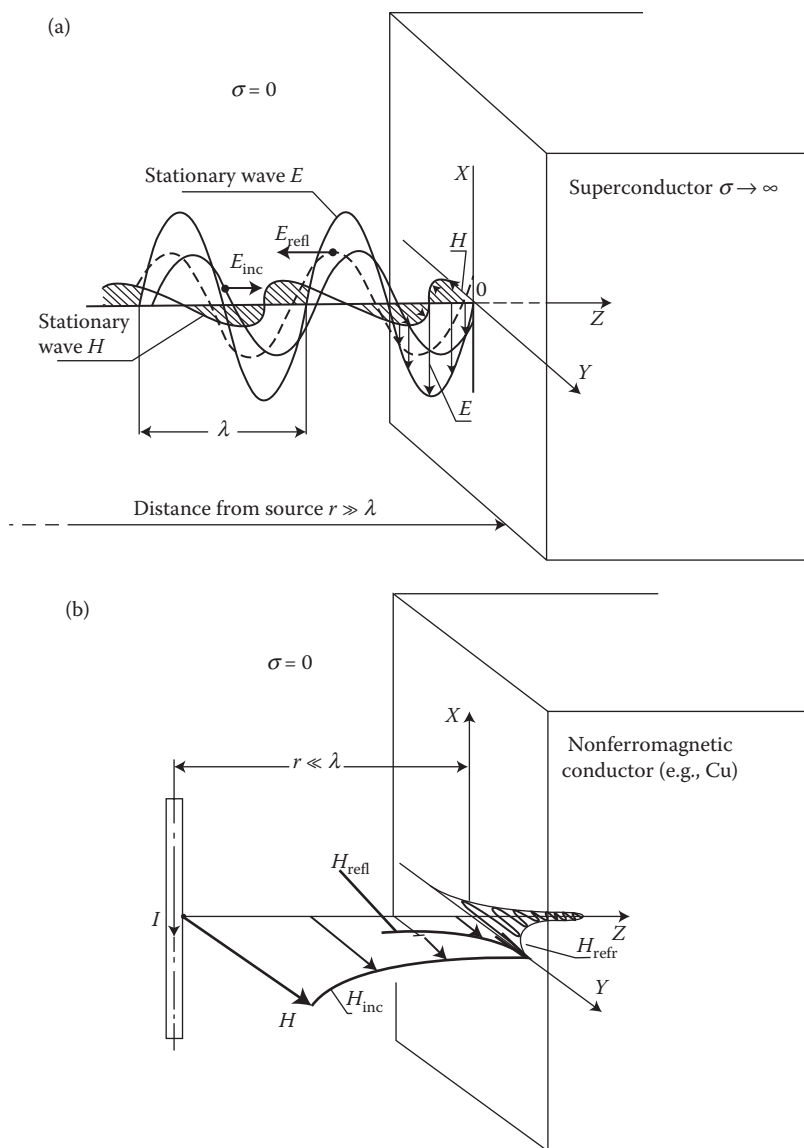 (a)
σ = 0
Stationary wave E
X
Superconductor σ → ∞
E_refl
H
E_inc
0
Z
Stationary
wave H
Y
E
λ
Distance from source r ≫ λ
(b)
σ = 0
X
Nonferromagnetic
conductor (e.g., Cu)
r ≪ λ
H_refl
I
Z
H_refr
Y
H_inc
H